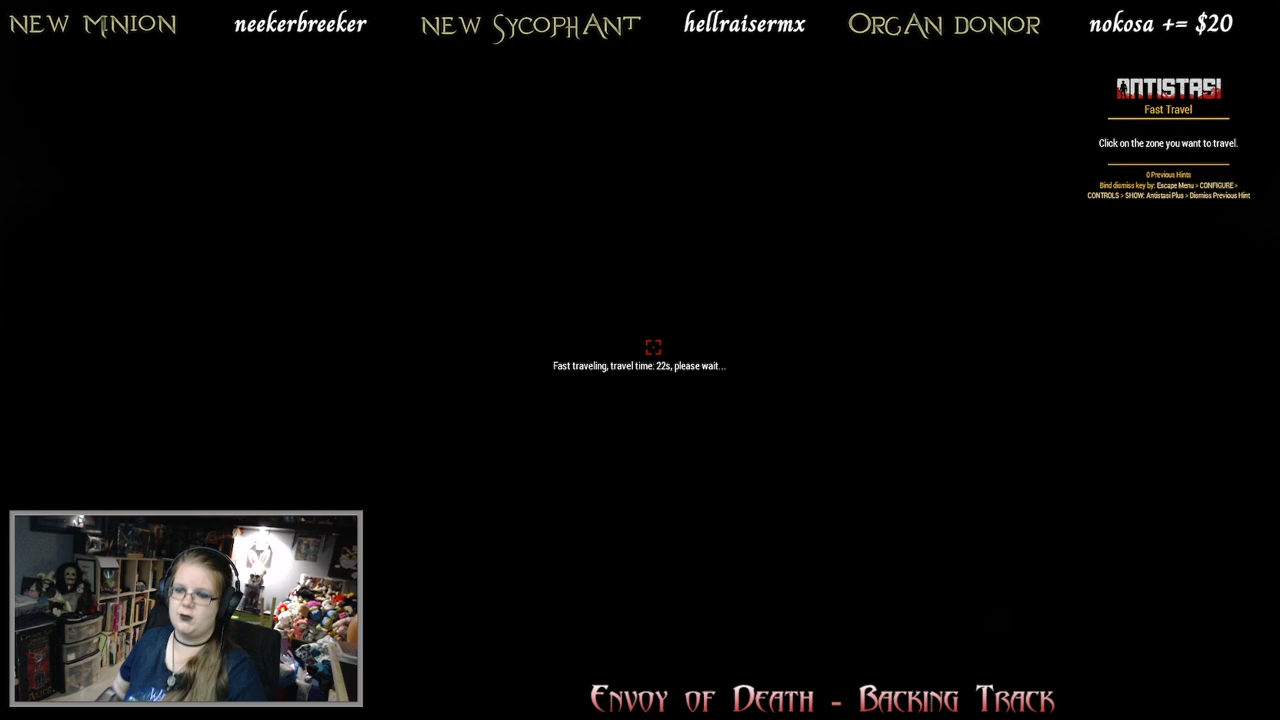 NEW MINION neekerbreeker NEW SYCOPHANT hellraisermx ORGAN DONOR nokosa += $20
ANTISTASI
Fast Travel
Click on the zone you want to travel.
0 Previous Hints
Bind dismiss key by: Escape Menu > CONFIGURE >
CONTROLS > SHOW: Antistasi Plus > Dismiss Previous Hint
Fast traveling, travel time: 22s, please wait...
ENVOY OF DEATH - BACKING TRACK